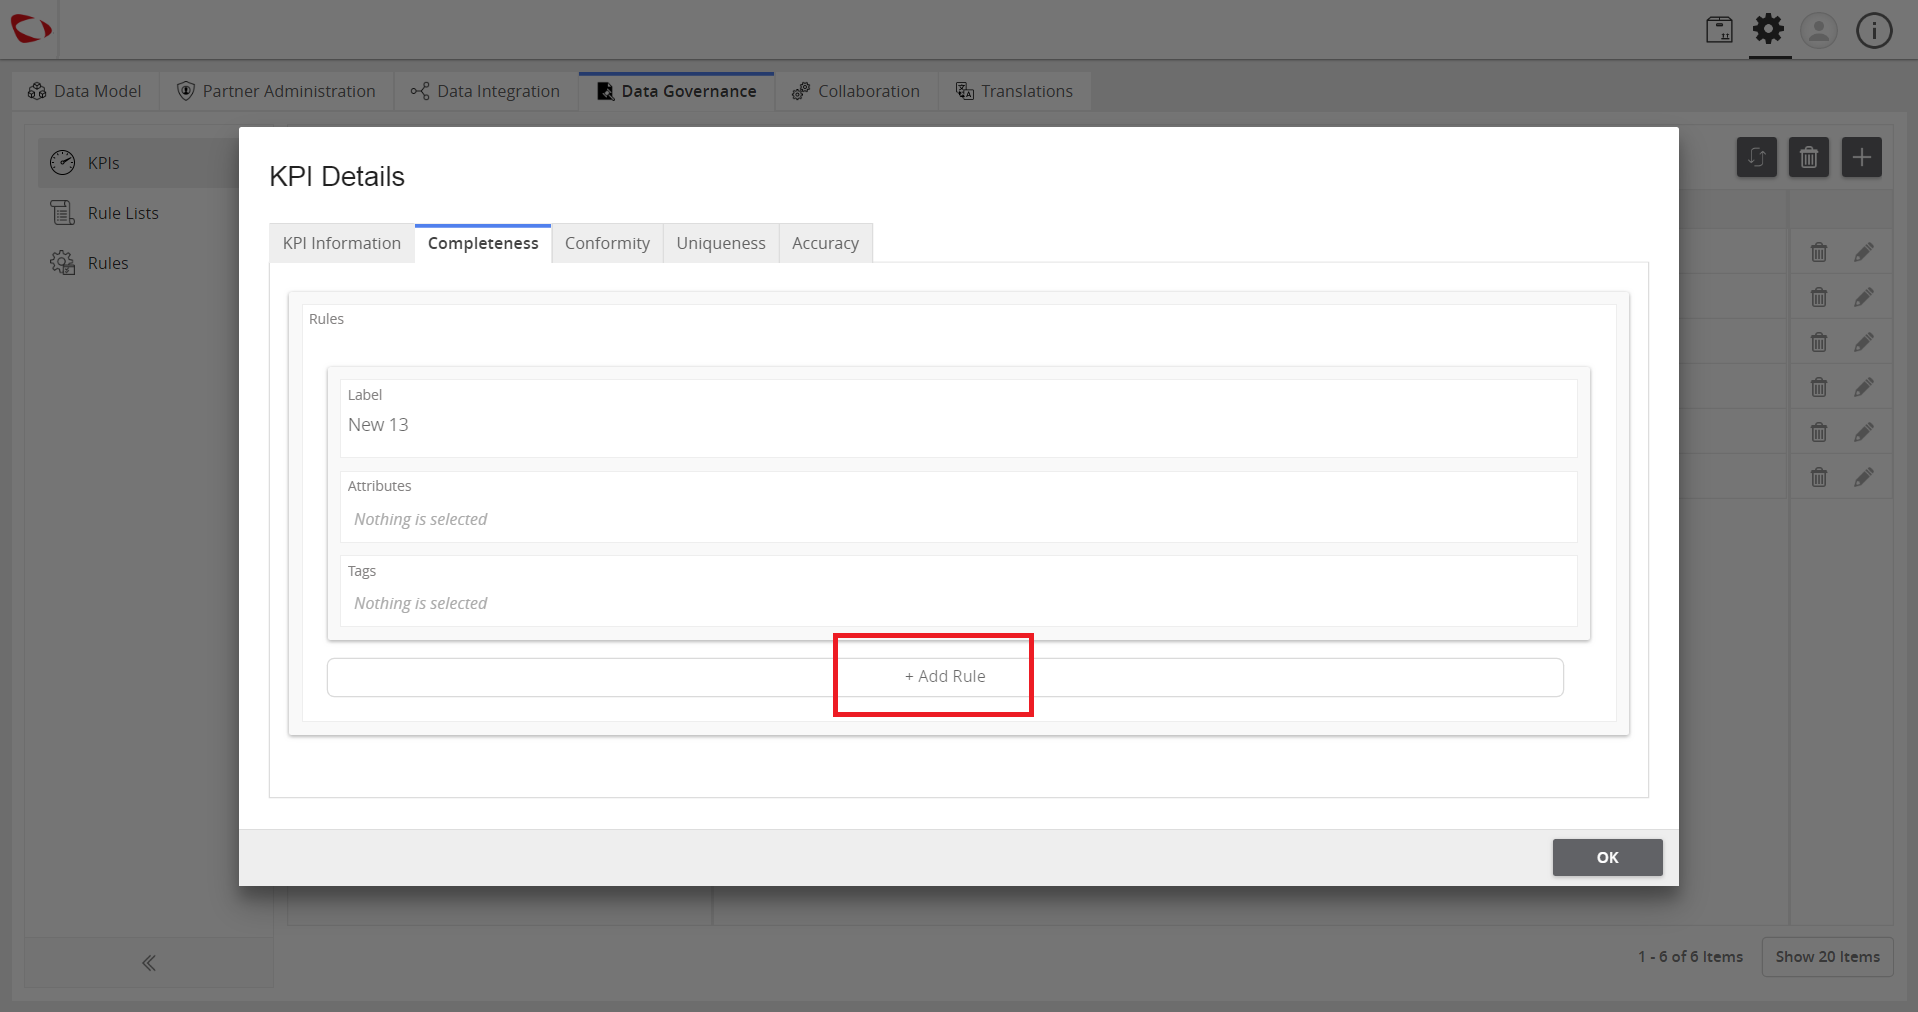 Data Model
Partner Administration
Data Integration
Data Governance
Collaboration
Translations
KPIs
Rule Lists
Rules
KPI Details
KPI Information
Completeness
Conformity
Uniqueness
Accuracy
Rules
Label
New 13
Attributes
Nothing is selected
Tags
Nothing is selected
+ Add Rule
OK
1 - 6 of 6 Items
Show 20 Items